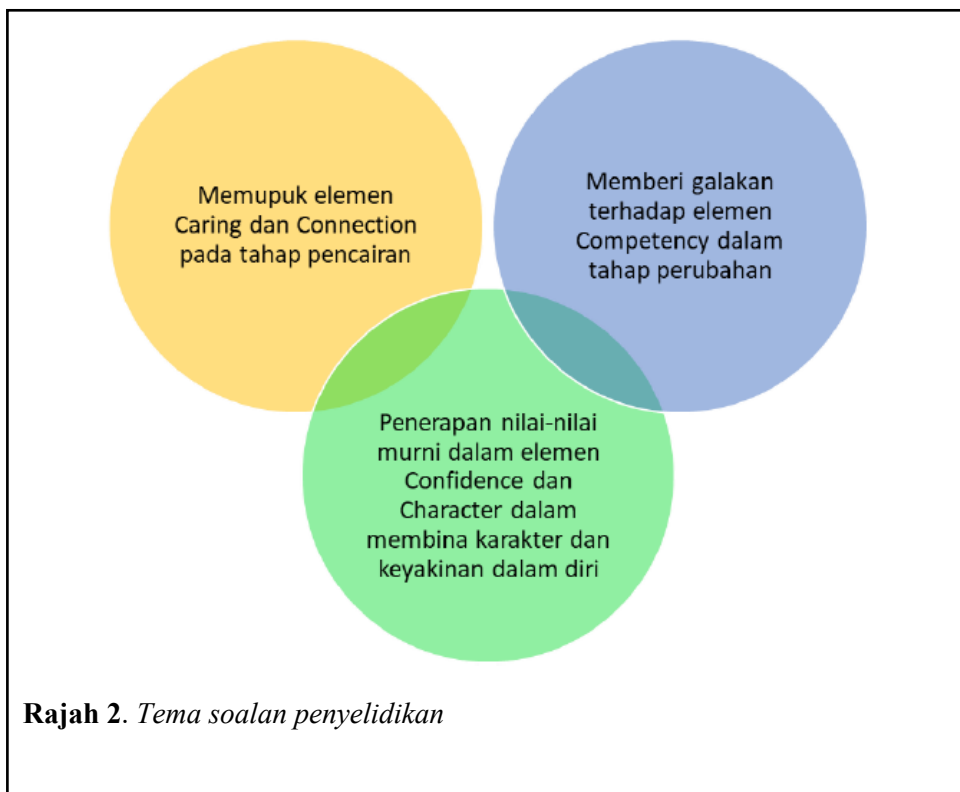 Memupuk elemen
Caring dan Connection
pada tahap pencairan
Memberi galakan
terhadap elemen
Competency dalam
tahap perubahan
Penerapan nilai-nilai
murni dalam elemen
Confidence dan
Character dalam
membina karakter dan
keyakinan dalam diri
Rajah 2. Tema soalan penyelidikan